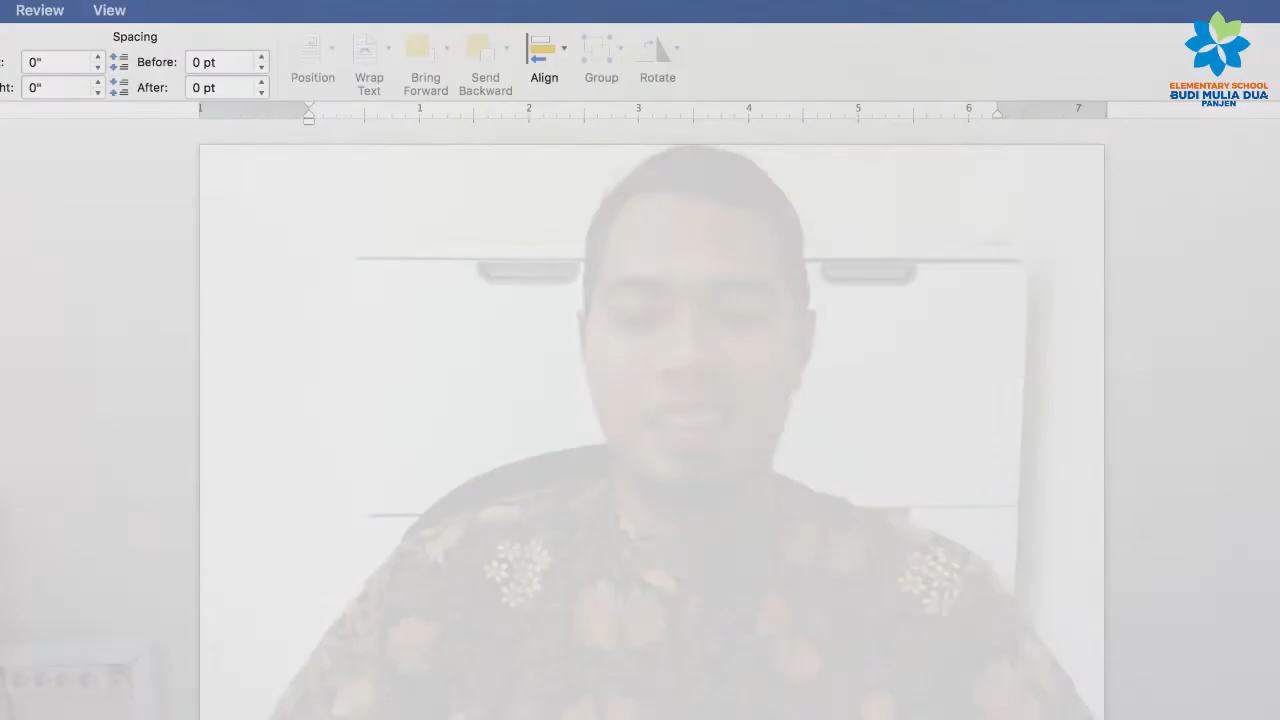 Review View
Spacing
0" Before: 0 pt
ht: 0" After: 0 pt
Position Wrap Text Bring Forward Send Backward Align Group Rotate
1 1 2 3 4 5 6 7
ELEMENTARY SCHOOL
BUDI MULIA DUA
PANJEN